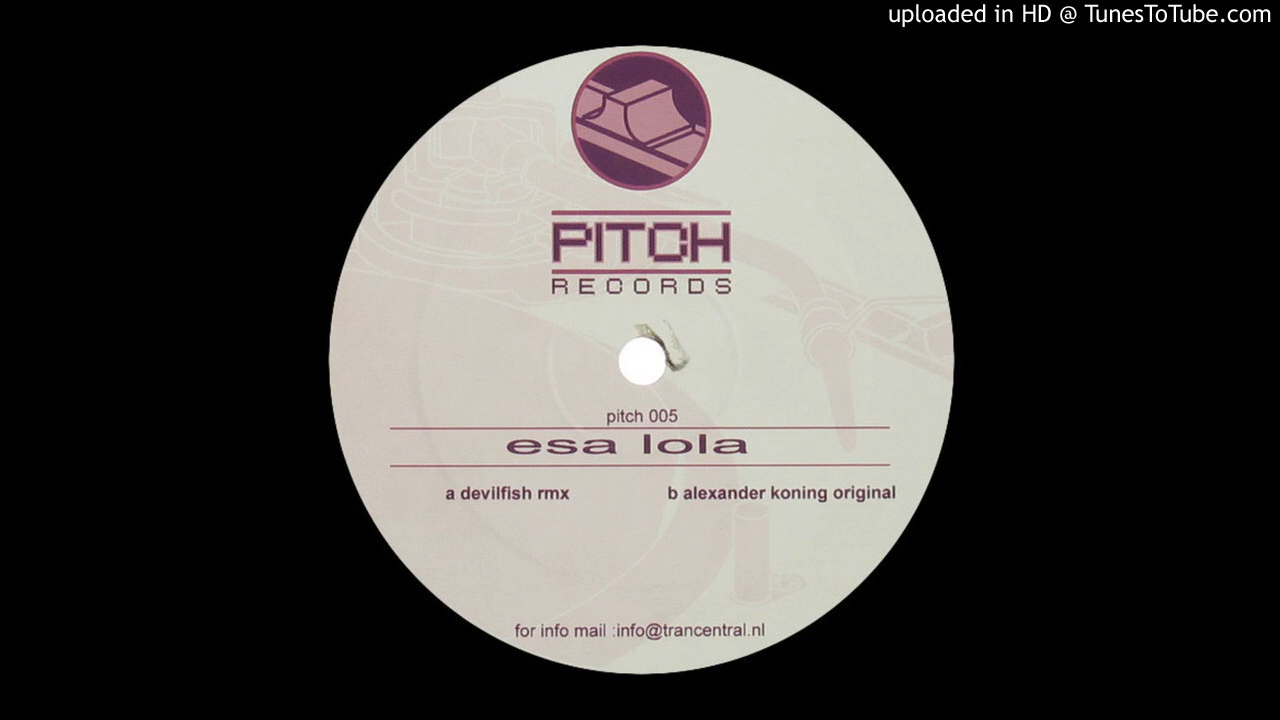 uploaded in HD @ TunesToTube.com
PITCH
RECORDS
pitch 005
esa lola
a devilfish rmx b alexander koning original
for info mail :info@trancentral.nl